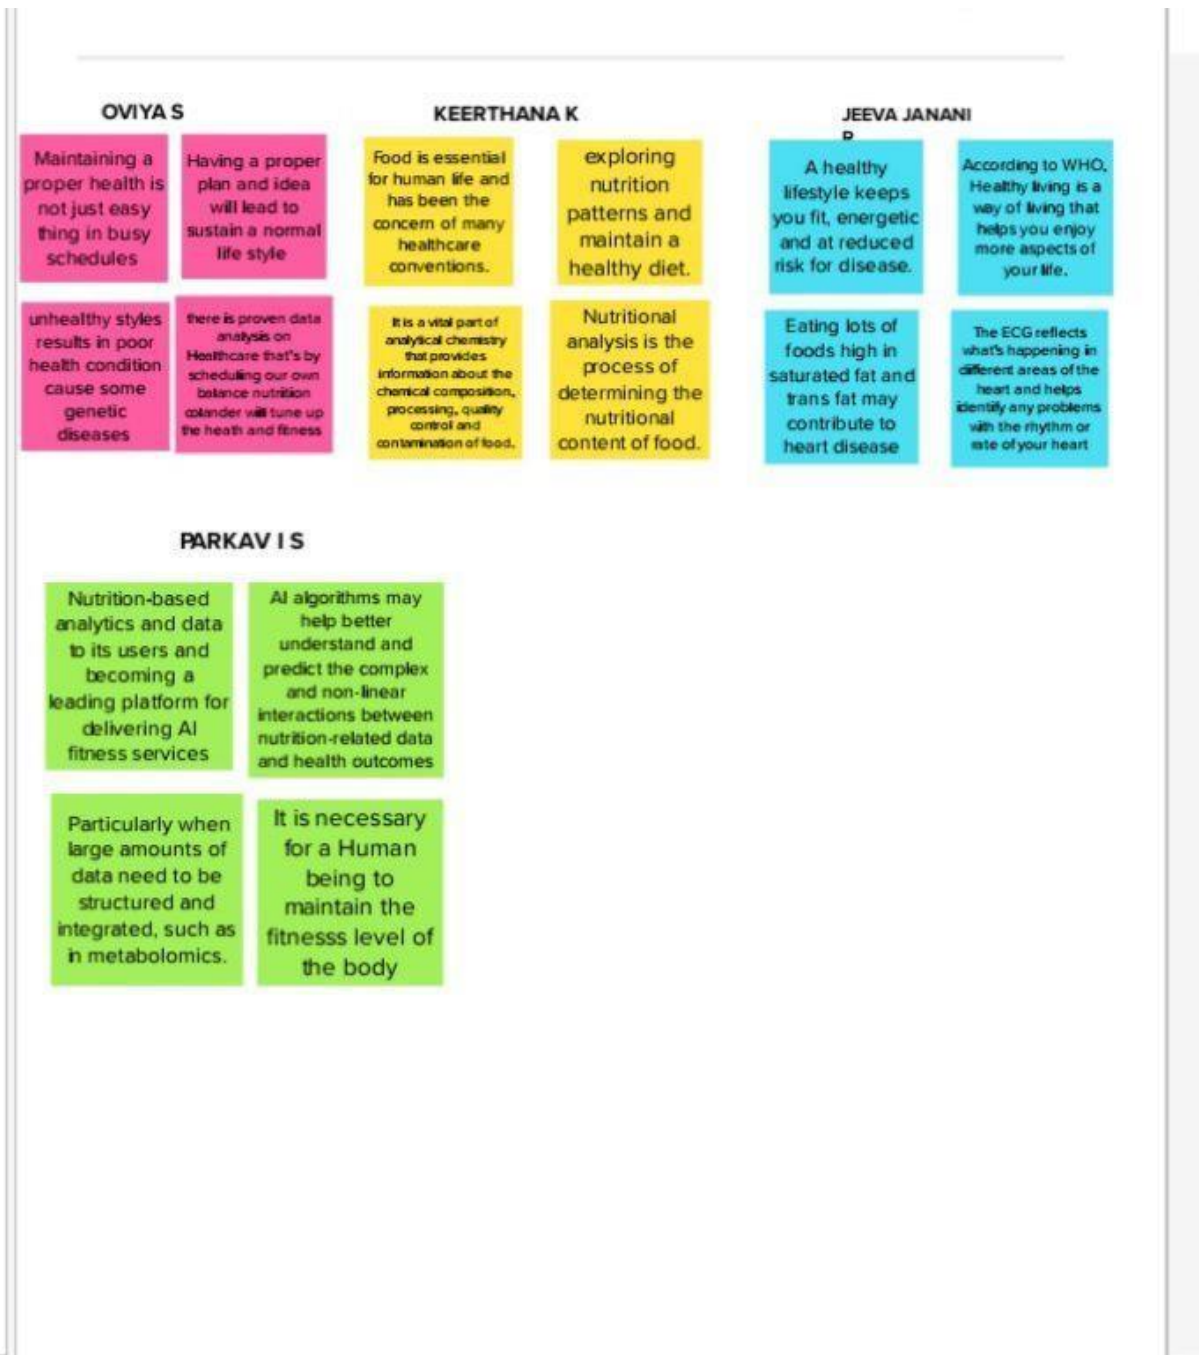 OVIYA S
Maintaining a
proper health is
not just easy
thing in busy
schedules
Having a proper
plan and idea
will lead to
sustain a normal
life style
unhealthy styles
results in poor
health condition
cause some
genetic
diseases
there is proven data
analysis on
Healthcare that's by
scheduling our own
balance nutrition
colander will tune up
the heath and fitness
KEERTHANA K
Food is essential
for human life and
has been the
concern of many
healthcare
conventions.
exploring
nutrition
patterns and
maintain a
healthy diet.
It is a vital part of
analytical chemistry
that provides
information about the
chemical composition,
processing, quality
control and
contamination of food.
Nutritional
analysis is the
process of
determining the
nutritional
content of food.
JEEVA JANANI
A healthy
lifestyle keeps
you fit, energetic
and at reduced
risk for disease.
According to WHO,
Healthy living is a
way of living that
helps you enjoy
more aspects of
your life.
Eating lots of
foods high in
saturated fat and
trans fat may
contribute to
heart disease
The ECG reflects
what's happening in
different areas of the
heart and helps
identify any problems
with the rhythm or
rate of your heart
PARKAV I S
Nutrition-based
analytics and data
to its users and
becoming a
leading platform for
delivering AI
fitness services
AI algorithms may
help better
understand and
predict the complex
and non-linear
interactions between
nutrition-related data
and health outcomes
Particularly when
large amounts of
data need to be
structured and
integrated, such as
in metabolomics.
It is necessary
for a Human
being to
maintain the
fitnesss level of
the body